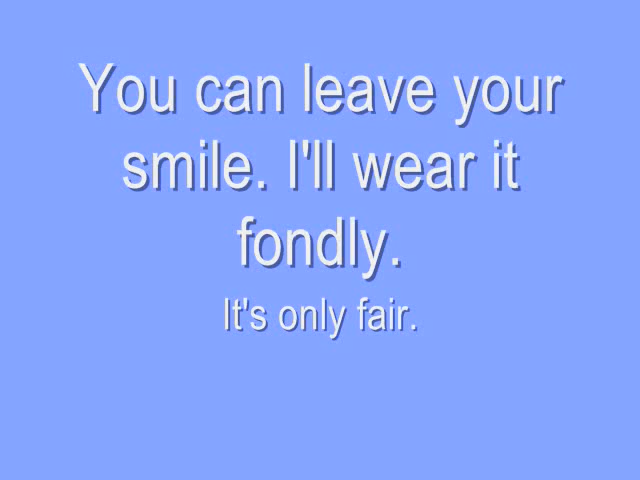 You can leave your
smile. I'll wear it
fondly.
It's only fair.